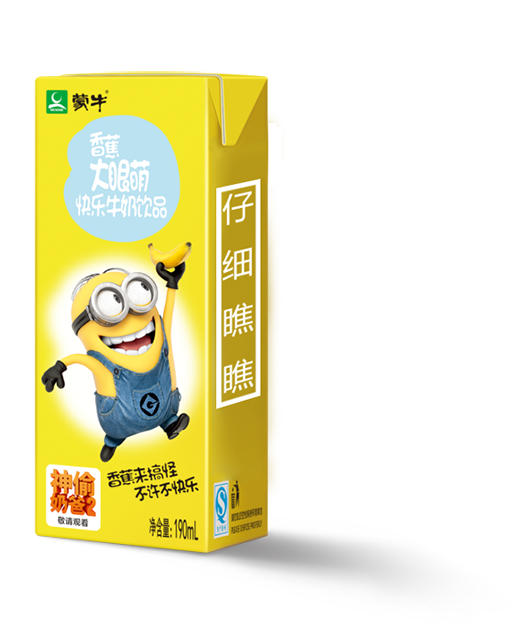 蒙牛
香蕉
大眼萌
快乐牛奶饮品
仔细瞧瞧
香蕉来搞怪
不许不快乐
神偷
奶爸2
敬请观看
净含量:190mL